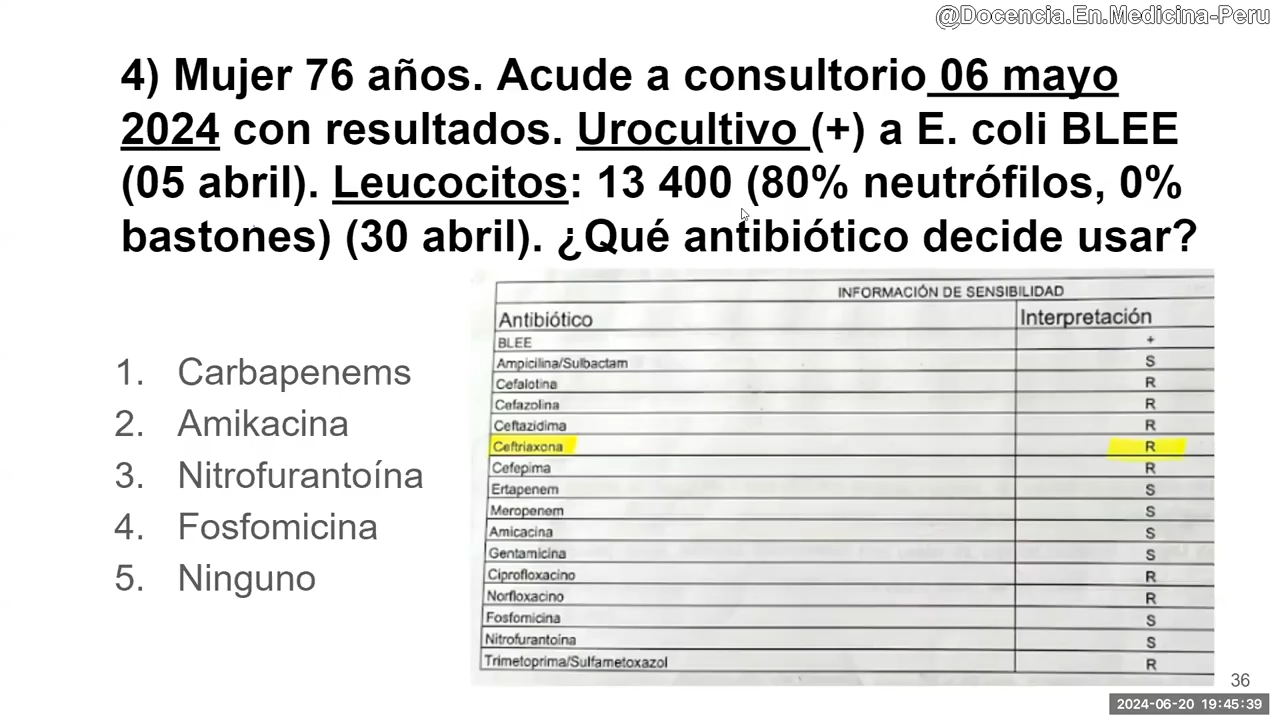 @Docencia.En.Medicina-Peru
4) Mujer 76 años. Acude a consultorio 06 mayo
2024 con resultados. Urocultivo (+) a E. coli BLEE
(05 abril). Leucocitos: 13 400 (80% neutrófilos, 0%
bastones) (30 abril). ¿Qué antibiótico decide usar?
1. Carbapenems
2. Amikacina
3. Nitrofurantoína
4. Fosfomicina
5. Ninguno
INFORMACIÓN DE SENSIBILIDAD
Antibiótico Interpretación
BLEE +
Ampicilina/Sulbactam S
Cefalotina R
Cefazolina R
Ceftazidima R
Ceftriaxona R
Cefepima R
Ertapenem S
Meropenem S
Amicacina S
Gentamicina S
Ciprofloxacino R
Norfloxacino R
Fosfomicina S
Nitrofurantoína S
Trimetoprima/Sulfametoxazol R
36
2024-06-20 19:45:39